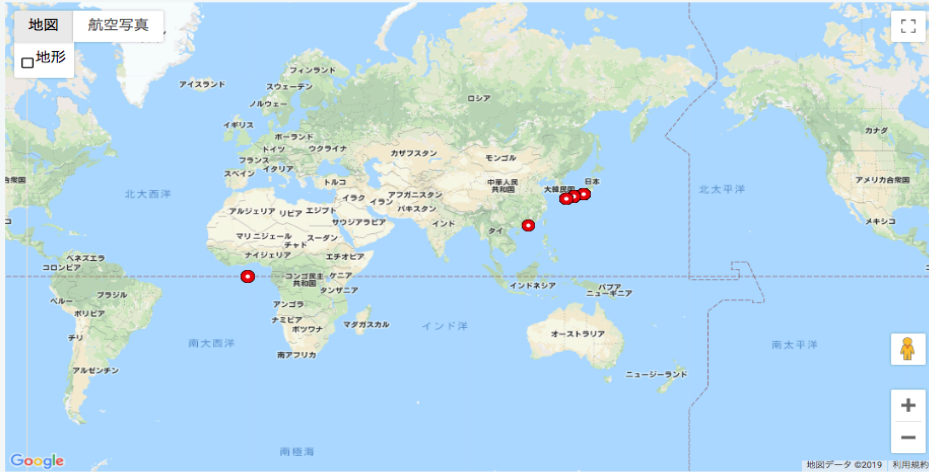 地図
航空写真
地形
アイスランド
フィンランド
スウェーデン
ノルウェー
ロシア
イギリス
ポーランド
ドイツ
ウクライナ
フランス
イタリア
スペイン
トルコ
カザフスタン
モンゴル
カナダ
合衆国
アメリカ合衆国
北大西洋
北太平洋
中華人民
共和国
大韓民国
日本
イラク
イラン
アフガニスタン
パキスタン
アルジェリア
リビア
エジプト
サウジアラビア
インド
タイ
メキシコ
コ
マリ
ニジェール
チャド
スーダン
ナイジェリア
エチオピア
ベネズエラ
コロンビア
コンゴ民主
共和国
ケニア
タンザニア
インドネシア
パプア
ニューギニア
ペルー
ブラジル
ボリビア
アンゴラ
ナミビア
ボツワナ
マダガスカル
インド洋
オーストラリア
チリ
南大西洋
南太平洋
南アフリカ
アルゼンチン
ニュージーランド
南極海
Google
地図データ ©2019
利用規約